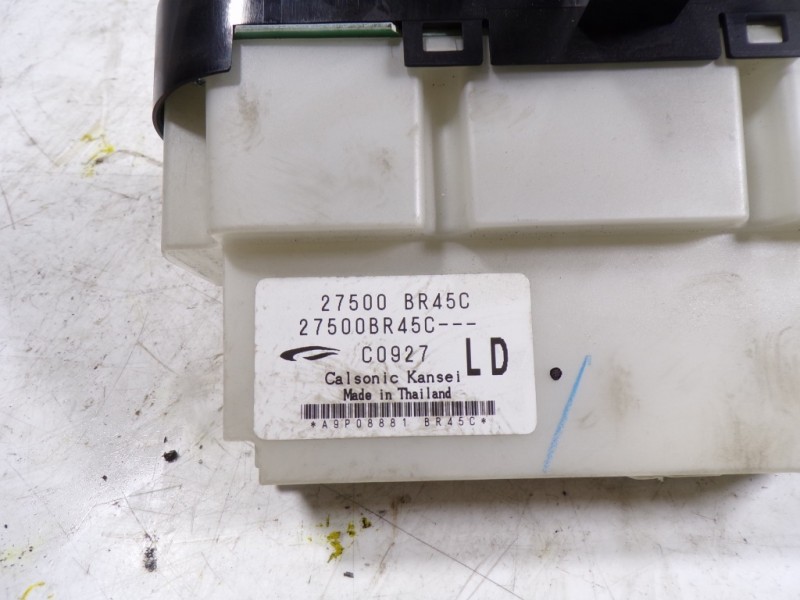 27500 BR45C
27500BR45C---
C0927 LD
Calsonic Kansei
Made in Thailand
*A9P08881 BR45C*